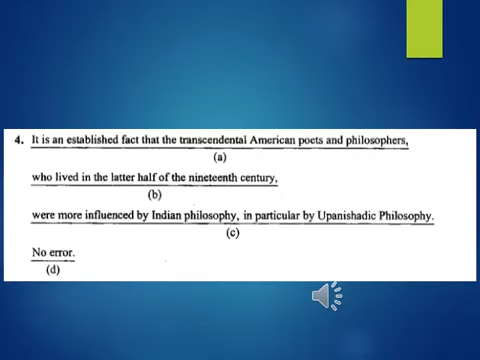 4. It is an established fact that the transcendental American poets and philosophers,
(a)
who lived in the latter half of the nineteenth century,
(b)
were more influenced by Indian philosophy, in particular by Upanishadic Philosophy.
(c)
No error.
(d)